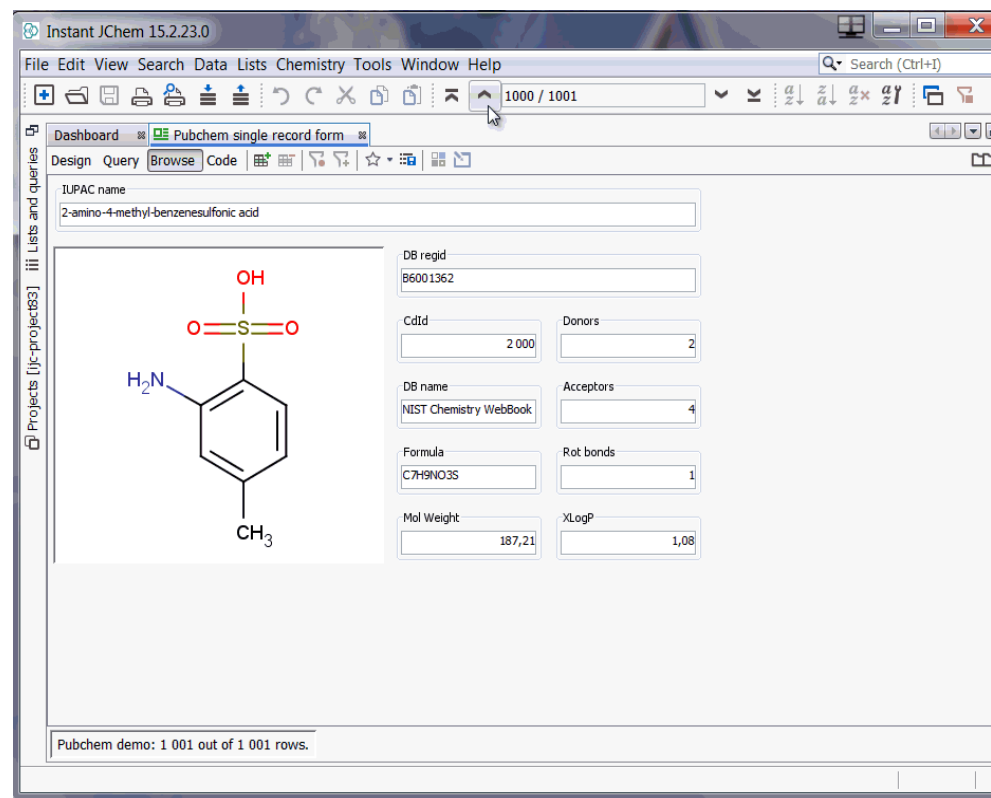 Instant JChem 15.2.23.0
File Edit View Search Data Lists Chemistry Tools Window Help
Search (Ctrl+I)
1000 / 1001
Dashboard Pubchem single record form
Design Query Browse Code
Lists and queries
Projects [ijc-project83]
IUPAC name
2-amino-4-methyl-benzenesulfonic acid
OH
O S O
H2N
CH3
DB regid
B6001362
CdId Donors
2 000 2
DB name Acceptors
NIST Chemistry WebBook 4
Formula Rot bonds
C7H9NO3S 1
Mol Weight XLogP
187,21 1,08
Pubchem demo: 1 001 out of 1 001 rows.